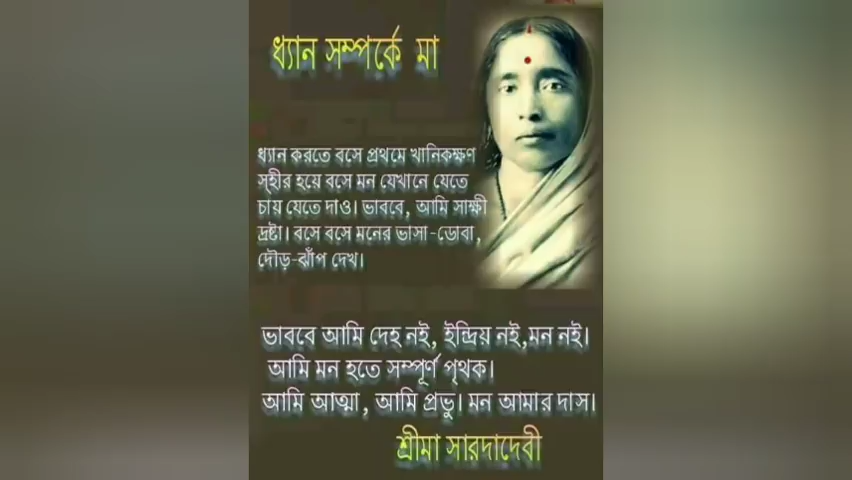 ধ্যান সম্পর্কে মা
ধ্যান করতে বসে প্রথমে খানিকক্ষণ
স্হীর হয়ে বসে মন যেখানে যেতে
চায় যেতে দাও। ভাববে, আমি সাক্ষী
দ্রষ্টা। বসে বসে মনের ভাসা-ডোবা,
দৌড়-ঝাঁপ দেখ।
ভাববে আমি দেহ নই, ইন্দ্রিয় নই,মন নই।
আমি মন হতে সম্পূর্ণ পৃথক।
আমি আত্মা, আমি প্রভু। মন আমার দাস।
শ্রীমা সারদাদেবী